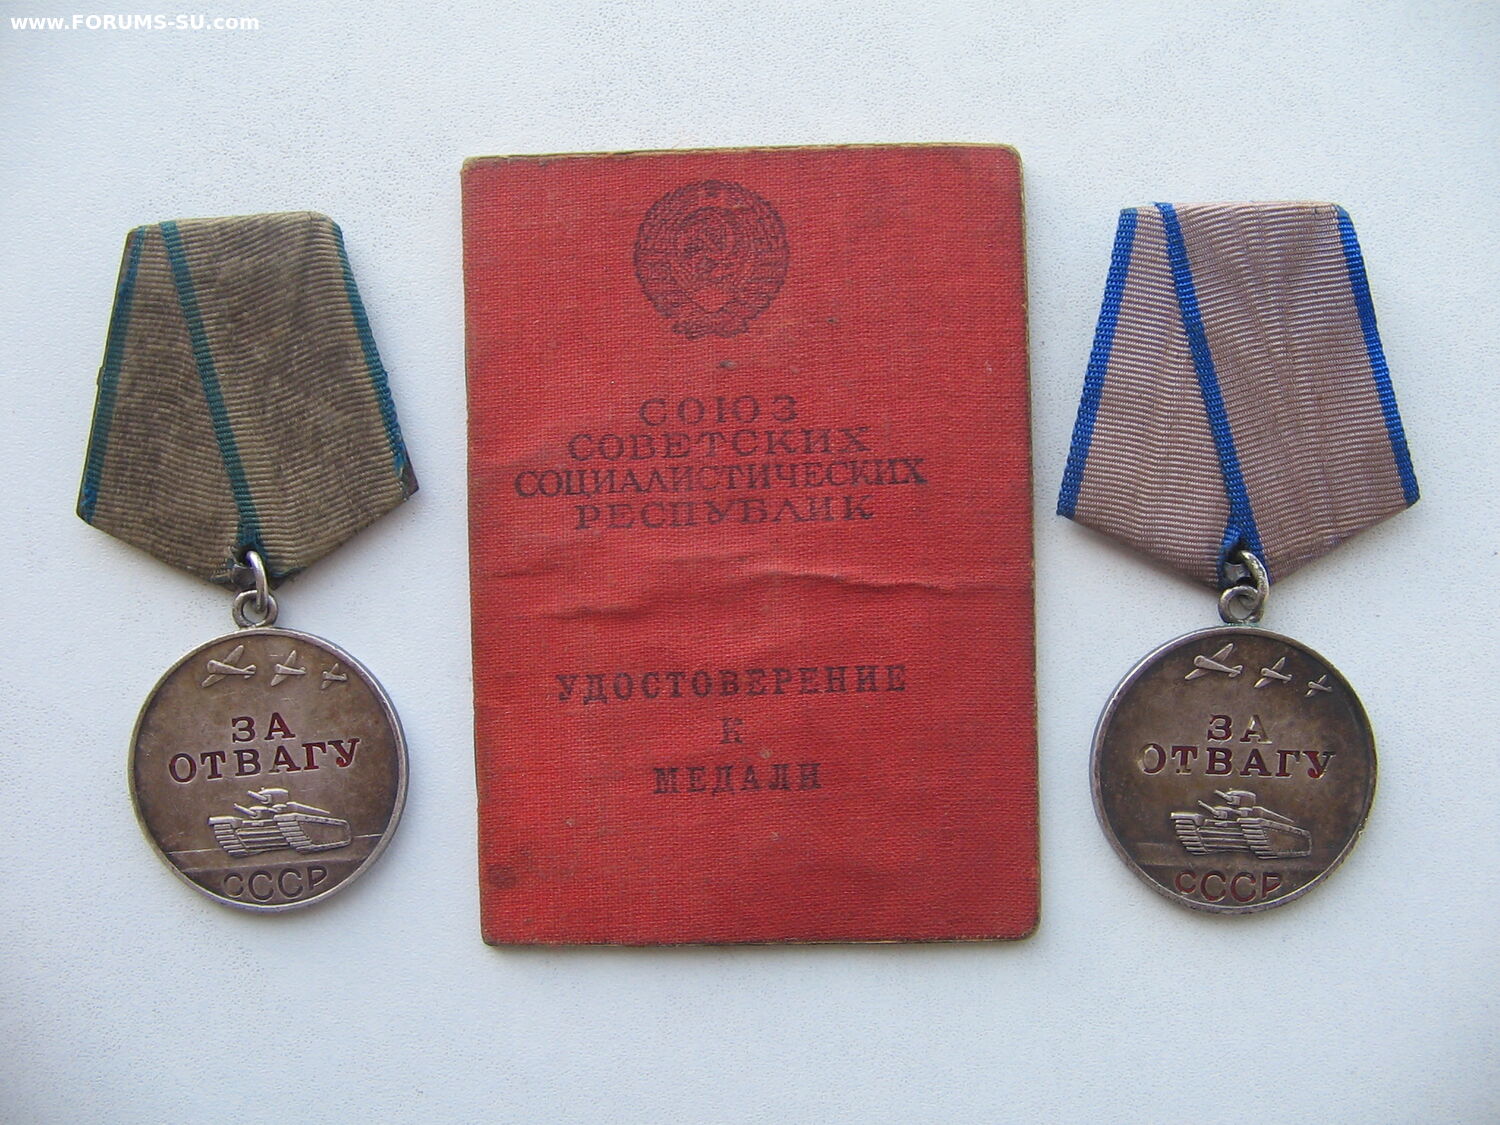 www.FORUMS-SU.com
ЗА
ОТВАГУ
СССР
СОЮЗ
СОВЕТСКИХ
СОЦИАЛИСТИЧЕСКИХ
РЕСПУБЛИК
УДОСТОВЕРЕНИЕ
К
МЕДАЛИ
ЗА
ОТВАГУ
СССР